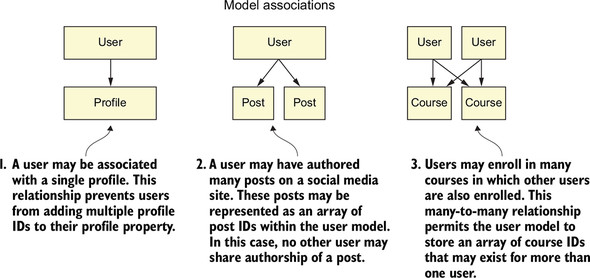 Model associations
User
Profile
User
Post Post
User User
Course Course
1. A user may be associated
with a single profile. This
relationship prevents users
from adding multiple profile
IDs to their profile property.
2. A user may have authored
many posts on a social media
site. These posts may be
represented as an array of
post IDs within the user model.
In this case, no other user may
share authorship of a post.
3. Users may enroll in many
courses in which other users
are also enrolled. This
many-to-many relationship
permits the user model to
store an array of course IDs
that may exist for more than
one user.